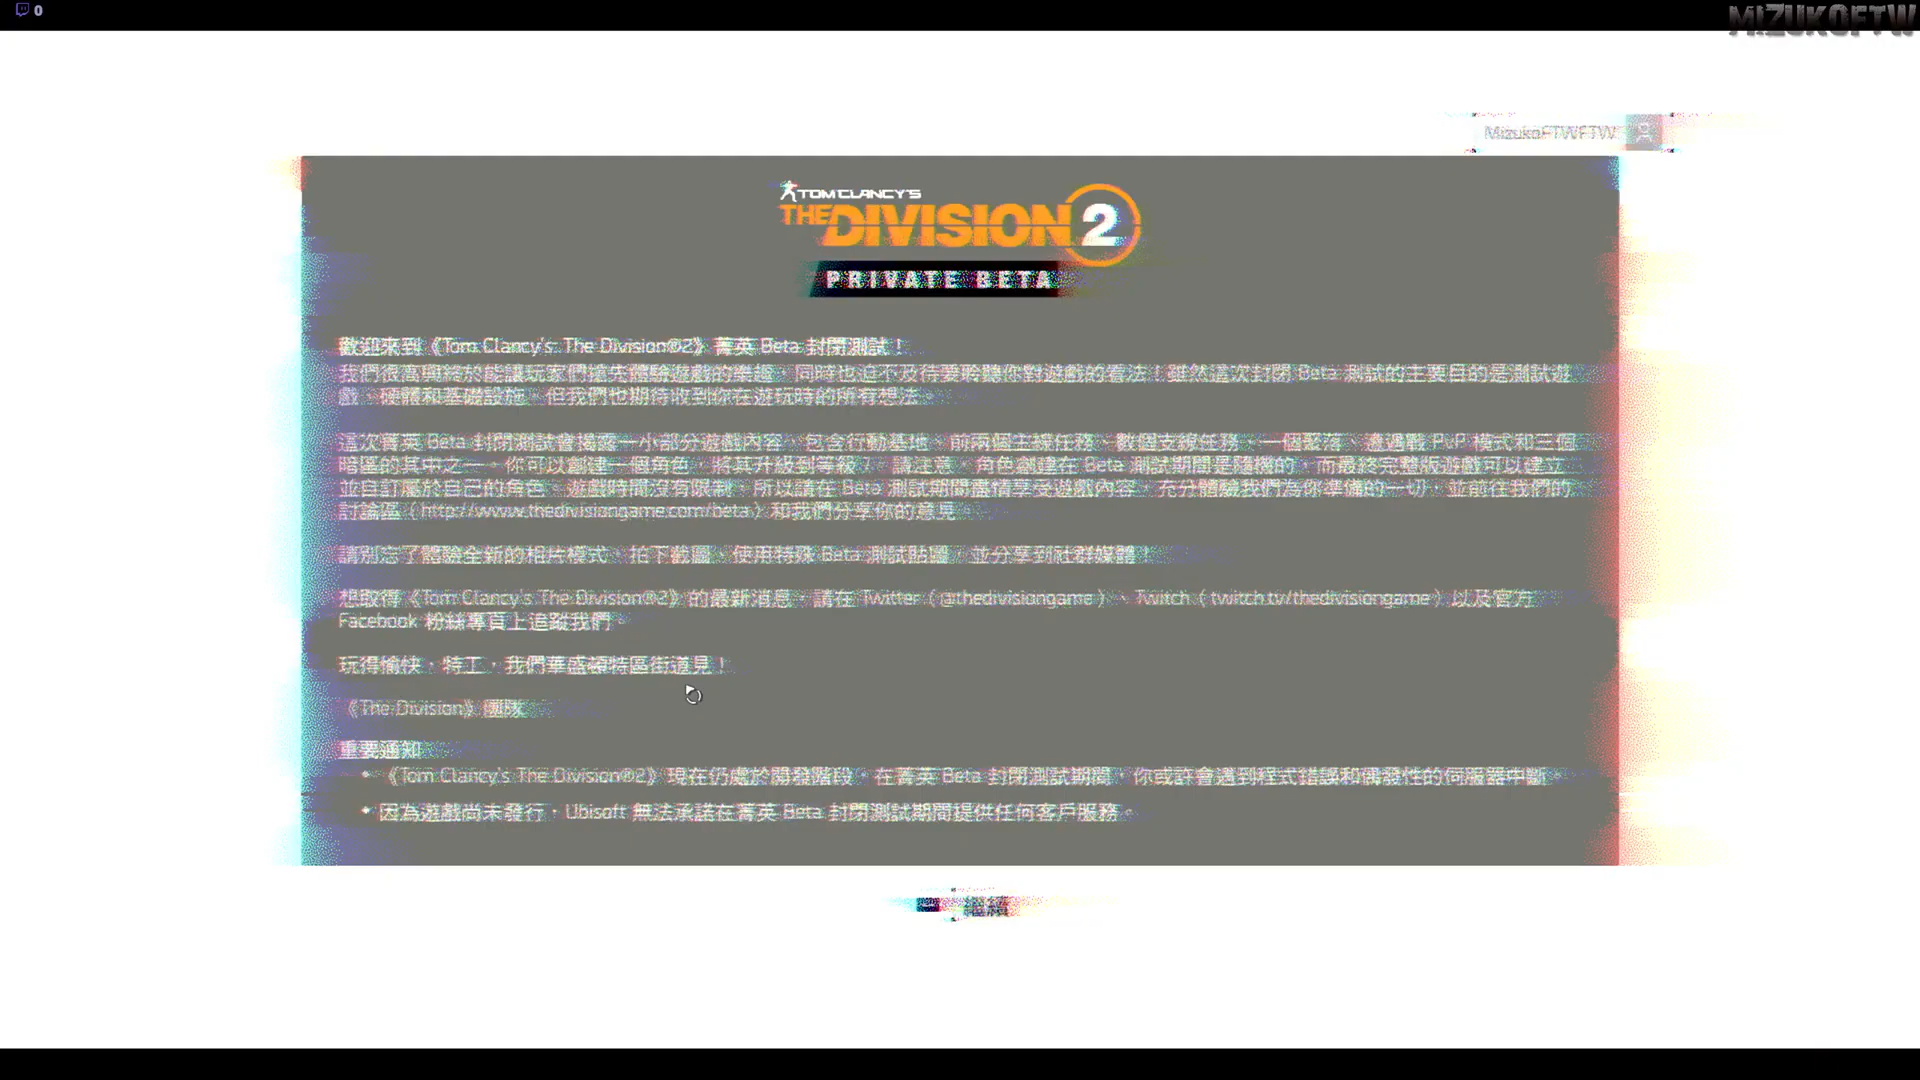 0
MIZUKOFTW
MizukoFTWFTW
TOM CLANCY'S
THE DIVISION 2
PRIVATE BETA
歡迎來到《Tom Clancy's The Division®2》菁英 Beta 封閉測試！
我們很高興終於能讓玩家們搶先體驗遊戲的樂趣，同時也迫不及待要聆聽你對遊戲的看法！雖然這次封閉 Beta 測試的主要目的是測試遊
戲、硬體和基礎設施，但我們也期待收到你在遊玩時的所有想法。
這次菁英 Beta 封閉測試會揭露一小部分遊戲內容，包含行動基地、前兩個主線任務、數個支線任務、一個聚落、遭遇戰 PvP 模式和三個
暗區的其中之一。你可以創建一個角色，將其升級到等級 請注意，角色創建在 Beta 測試期間是隨機的，而最終完整版遊戲可以建立
並自訂屬於自己的角色。遊戲時間沒有限制，所以請在 Beta 測試期間盡情享受遊戲內容，充分體驗我們為你準備的一切，並前往我們的
討論區（http://www.thedivisiongame.com/beta）和我們分享你的意見。
請別忘了體驗全新的相片模式、拍下截圖、使用特殊 Beta 測試貼圖，並分享到社群媒體！
想取得《Tom Clancy's The Division®2》的最新消息，請在 Twitter（@thedivisiongame）、Twitch（twitch.tv/thedivisiongame）以及官方
Facebook 粉絲專頁上追蹤我們。
玩得愉快，特工，我們華盛頓特區街道見！
《The Division》團隊
重要通知
《Tom Clancy's The Division®2》現在仍處於開發階段。在菁英 Beta 封閉測試期間，你或許會遇到程式錯誤和偶發性的伺服器中斷。
因為遊戲尚未發行，Ubisoft 無法承諾在菁英 Beta 封閉測試期間提供任何客戶服務。
繼續